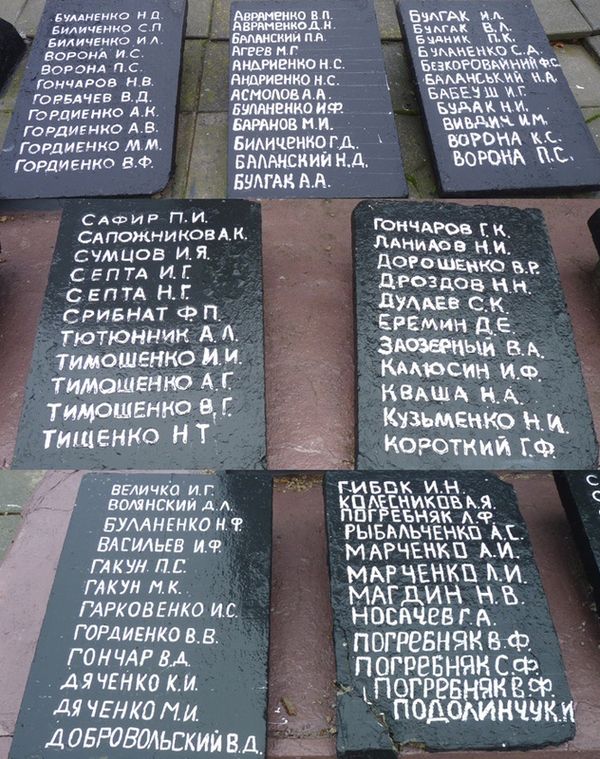 БУЛАНЕНКО Н.Д.
БИЛИЧЕНКО С.П
БИЛИЧЕНКО И.Л.
ВОРОНА И.С.
ВОРОНА П.С.
ГОНЧАРОВ Н.В.
ГОРБАЧЕВ В.Д.
ГОРДИЕНКО А.К.
ГОРДИЕНКО А.В.
ГОРДИЕНКО М.М.
ГОРДИЕНКО В.Ф.
АВРАМЕНКО В.П.
АВРАМЕНКО Д.Н.
БАЛАНСКИЙ П.А.
АГЕЕВ М.Г.
АНДРИЕНКО Н.С.
АНДРИЕНКО Н.С.
АСМОЛОВ А.А.
БУЛАНЕНКО И.Ф.
БАРАНОВ М.И.
БИЛИЧЕНКО Г.Д.
БАЛАНСКИЙ Н.Д.
БУЛГАК А.А.
БУЛГАК И.Л.
БУЛГАК В.Л.
БУДНИК П.К.
БУЛАНЕНКО С.Д.
БЕЗКОРОВАЙНИЙ Ф.С.
БАЛАНСЬКИЙ Н.А.
БАБЕУШ И.Г.
БУДАК Н.И.
ВИВДИЧ И.М.
ВОРОНА К.С.
ВОРОНА П.С.
САФИР П.И.
САПОЖНИКОВ А.К.
СУМЦОВ И.Я.
СЕПТА И.Г.
СЕПТА Н.Г.
СРИБНАТ Ф.П.
ТЮТЮННИК А.Л.
ТИМОШЕНКО И.И.
ТИМОШЕНКО А.Г.
ТИМОШЕНКО В.Г.
ТИЩЕНКО Н.Т
ГОНЧАРОВ Г.К.
ДАНИЛОВ Н.И.
ДОРОШЕНКО В.Р.
ДРОЗДОВ Н.Н.
ДУЛАЕВ С.К.
ЕРЕМИН Д.Е.
ЗАОЗЕРНЫЙ В.А.
КАЛЮСИН И.Ф.
КВАША Н.А.
КУЗЬМЕНКО Н.И.
КОРОТКИЙ Г.Ф.
ВЕЛИЧКО И.Г.
ВОЛЯНСКИЙ Д.Л.
БУЛАНЕНКО Н.Ф.
ВАСИЛЬЕВ И.Ф.
ГАКУН П.С.
ГАКУН М.К.
ГАРКОВЕНКО И.С.
ГОРДИЕНКО В.В.
ГОНЧАР В.Д.
ДЯЧЕНКО К.И.
ДЯЧЕНКО М.И.
ДОБРОВОЛЬСКИЙ В.Д.
ГИБОК И.Н.
КОЛЕСНИКОВ А.Я.
ПОГРЕБНЯК Л.Ф.
РЫБАЛЬЧЕНКО А.С.
МАРЧЕНКО А.И.
МАРЧЕНКО Л.И.
МАГДИН Н.В.
НОСАЧЕВ Г.А.
ПОГРЕБНЯК В.Ф.
ПОГРЕБНЯК С.Ф.
ПОГРЕБНЯК В.Ф.
ПОДОЛИНЧУК И